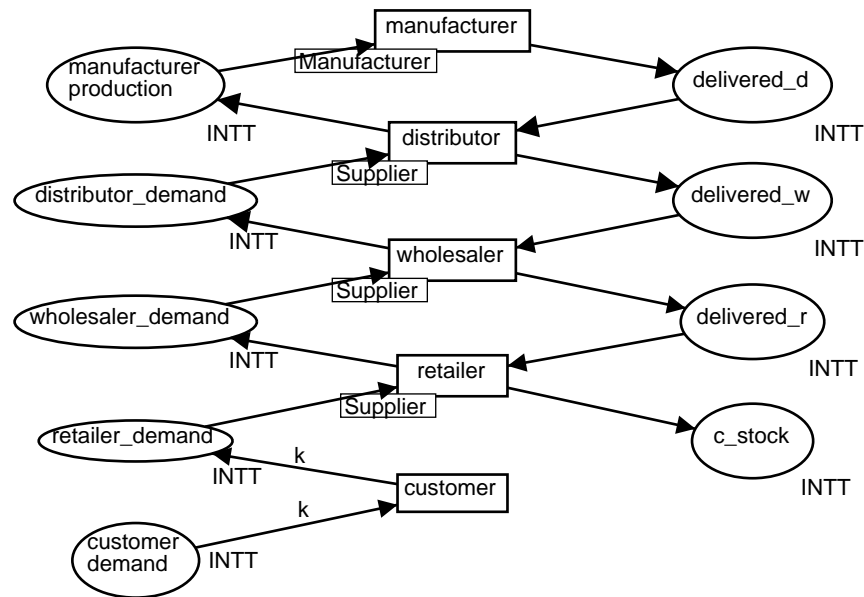 manufacturer
manufacturer
production
Manufacturer
delivered_d
INTT
INTT
distributor
Supplier
distributor_demand
delivered_w
INTT
INTT
wholesaler
Supplier
wholesaler_demand
delivered_r
INTT
INTT
retailer
Supplier
retailer_demand
c_stock
k
INTT
INTT
customer
k
customer
demand
INTT